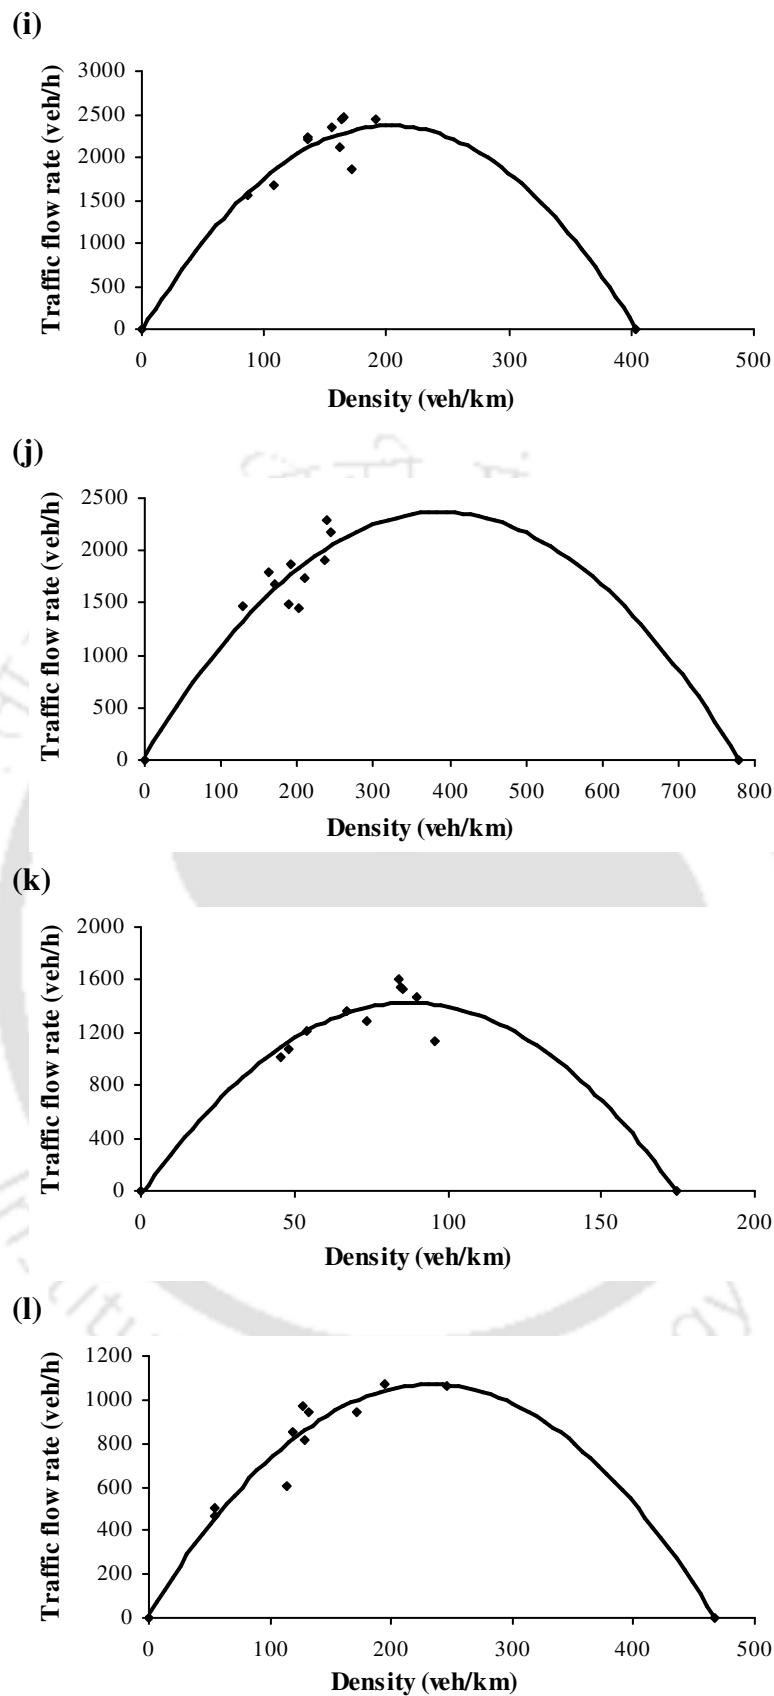 (i)
3000
2500
2000
1500
1000
500
0
Traffic flow rate (veh/h)
0 100 200 300 400 500
Density (veh/km)
(j)
2500
2000
1500
1000
500
0
Traffic flow rate (veh/h)
0 100 200 300 400 500 600 700 800
Density (veh/km)
(k)
2000
1600
1200
800
400
0
Traffic flow rate (veh/h)
0 50 100 150 200
Density (veh/km)
(l)
1200
1000
800
600
400
200
0
Traffic flow rate (veh/h)
0 100 200 300 400 500
Density (veh/km)